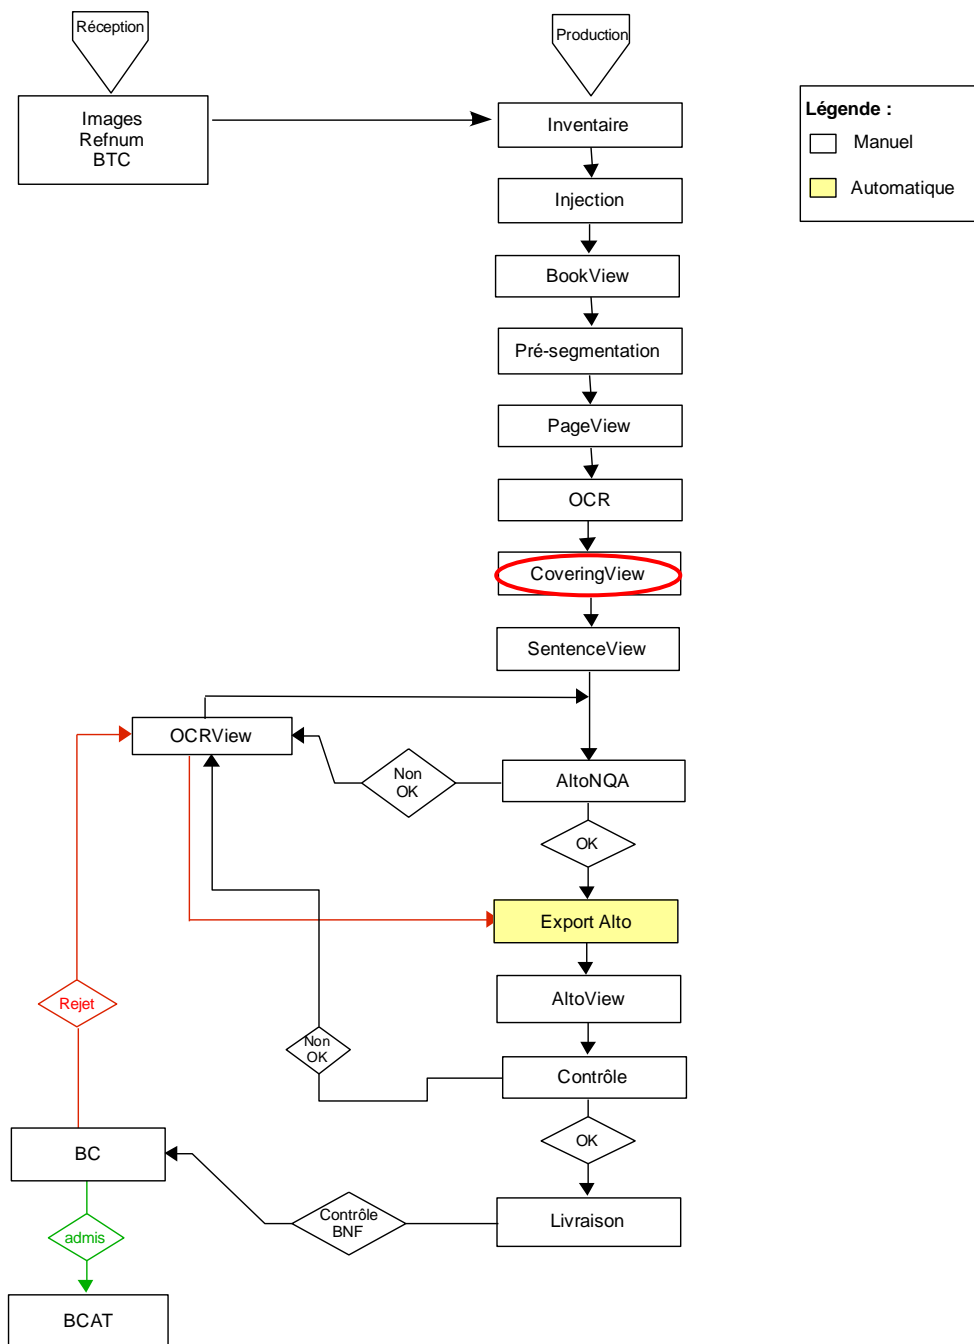 Réception
Production
Images
Refnum
BTC
Inventaire
Légende :
Manuel
Automatique
Injection
BookView
Pré-segmentation
PageView
OCR
CoveringView
SentenceView
OCRView
Non
OK
AltoNQA
OK
Export Alto
Rejet
AltoView
Non
OK
Contrôle
BC
OK
Contrôle
BNF
Livraison
admis
BCAT